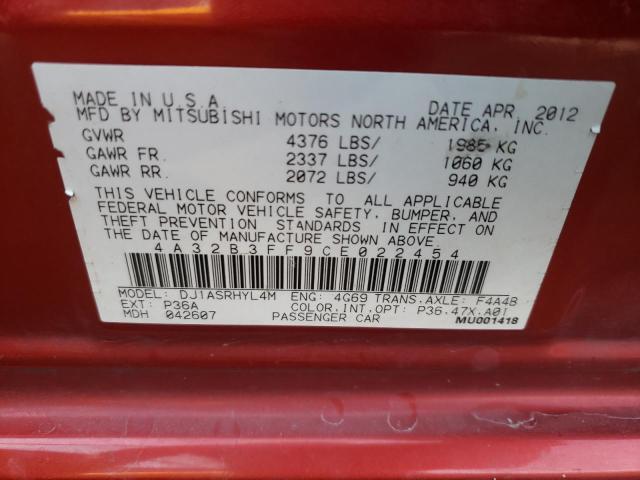 MADE IN U.S.A DATE APR 2012
MFD BY MITSUBISHI MOTORS NORTH AMERICA, INC.
GVWR 4376 LBS/ 1985 KG
GAWR FR. 2337 LBS/ 1060 KG
GAWR RR. 2072 LBS/ 940 KG
THIS VEHICLE CONFORMS TO ALL APPLICABLE
FEDERAL MOTOR VEHICLE SAFETY, BUMPER, AND
THEFT PREVENTION STANDARDS IN EFFECT ON
THE DATE OF MANUFACTURE SHOWN ABOVE.
4A32B3FF9CE022454
MODEL: DJ1ASRHYL4M ENG: 4G69 TRANS.AXLE: F4A4B
EXT: P36A COLOR.INT.OPT: P36.47X.A01
MDH 042607 PASSENGER CAR MU001418